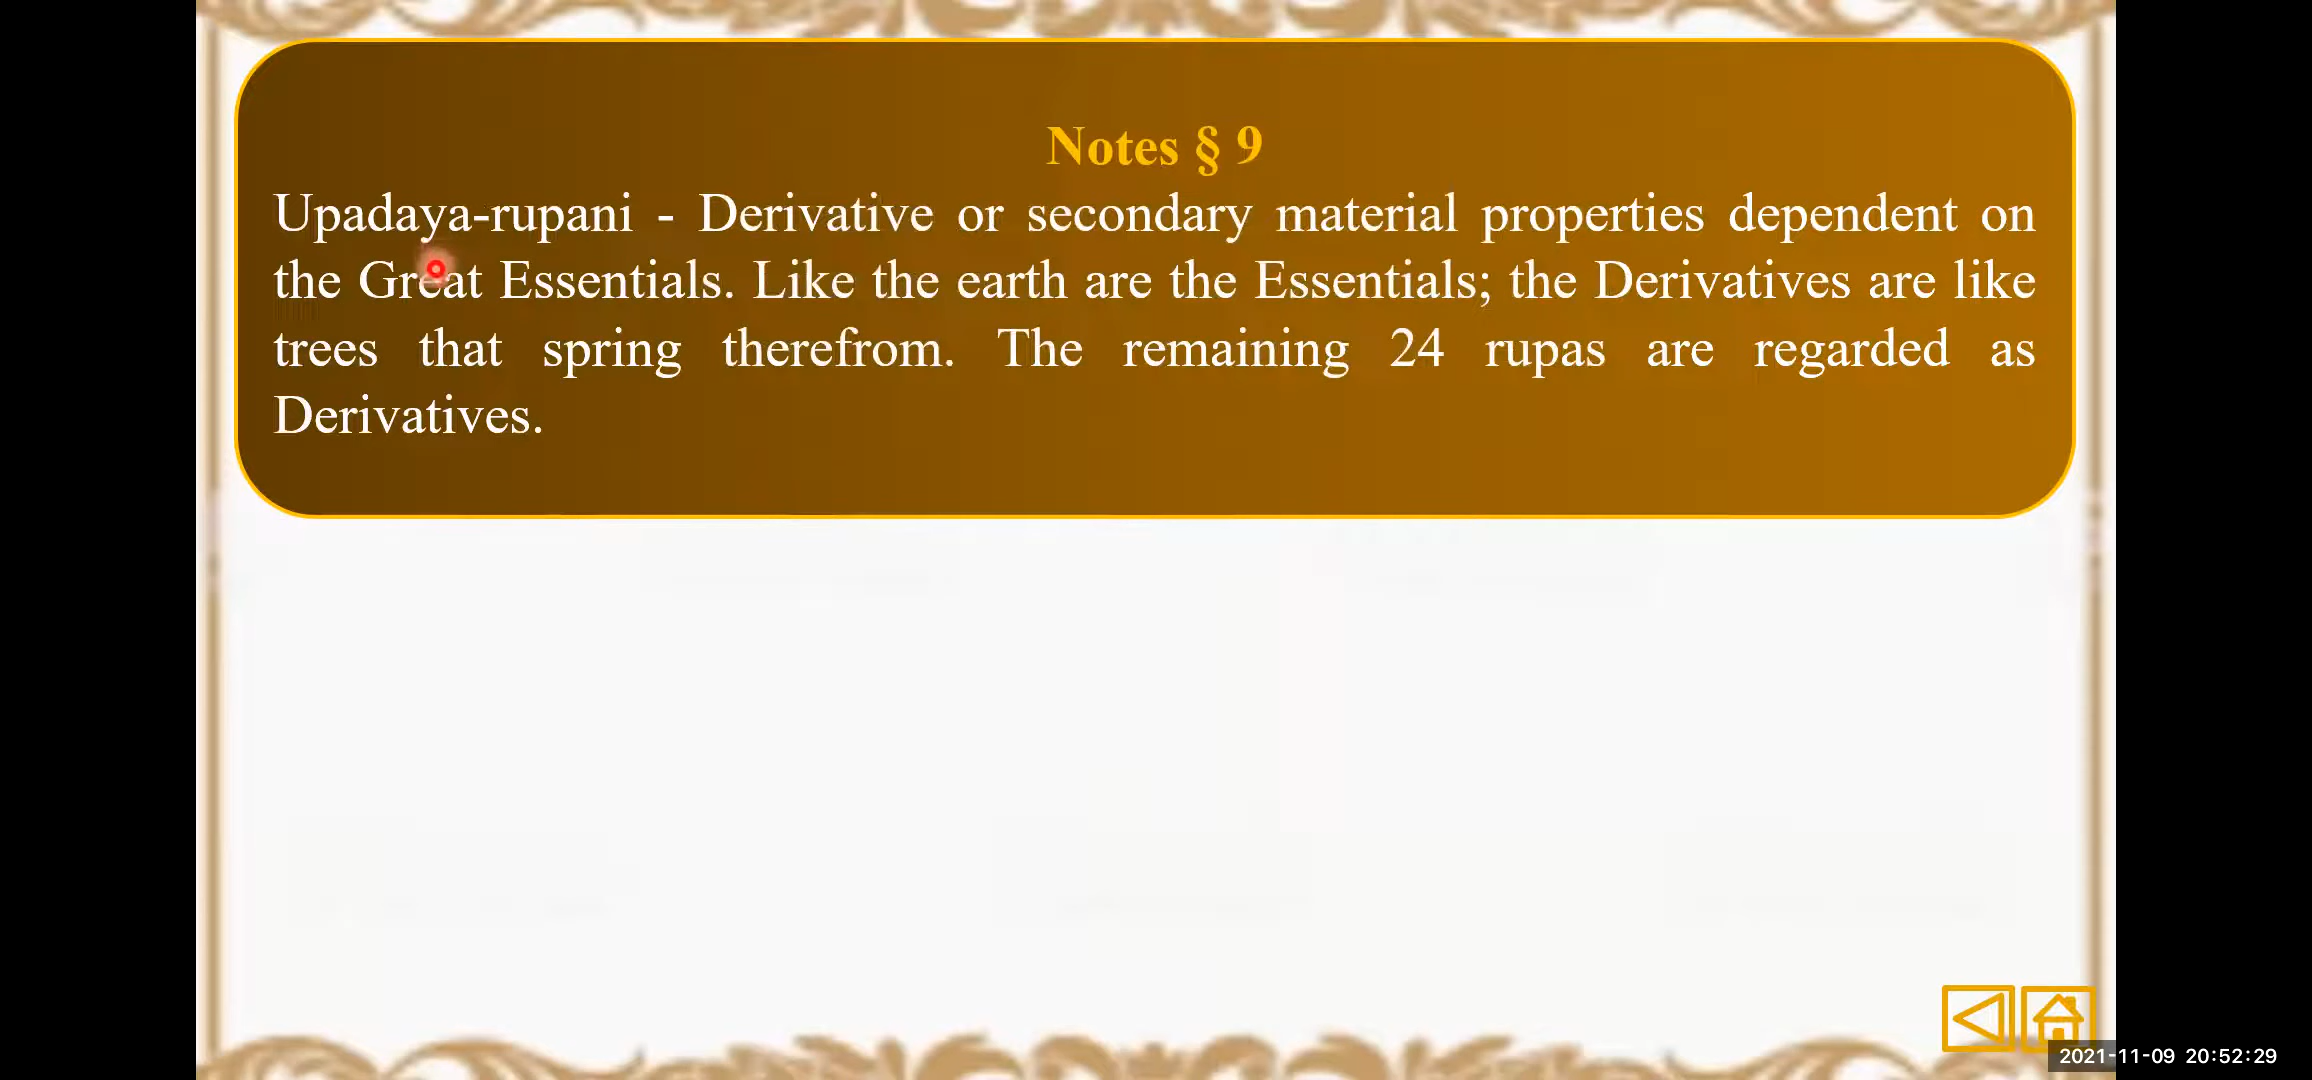 Notes § 9
Upadaya-rupani - Derivative or secondary material properties dependent on
the Great Essentials. Like the earth are the Essentials; the Derivatives are like
trees that spring therefrom. The remaining 24 rupas are regarded as
Derivatives.
2021-11-09 20:52:29